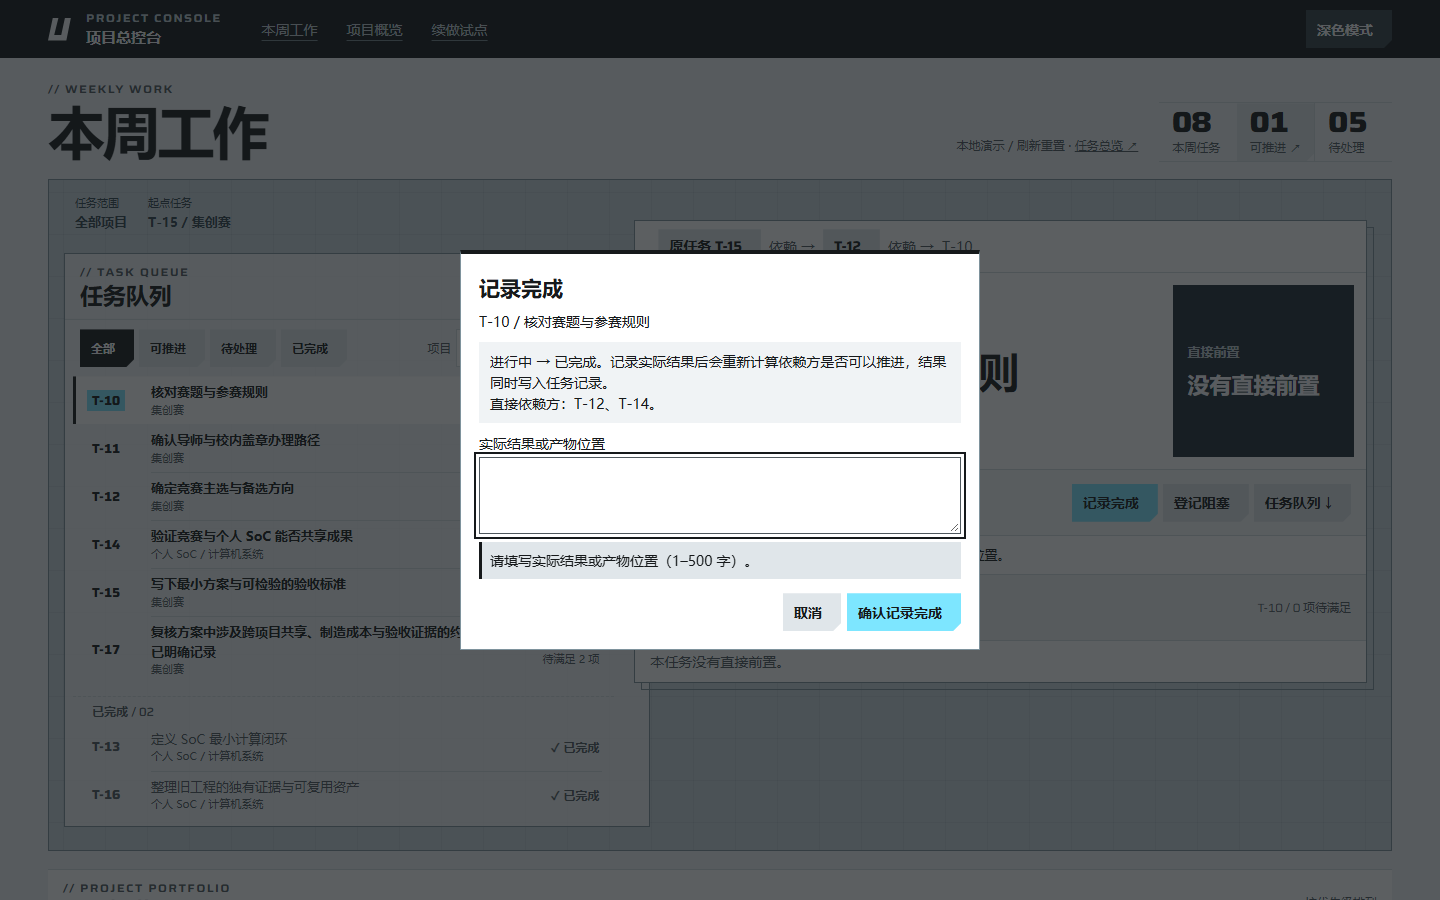 PROJECT CONSOLE
项目总控台
本周工作
项目概览
续做试点
深色模式
// WEEKLY WORK
本周工作
本地演示 / 刷新重置 · 任务总览 ↗
08
本周任务
01
可推进 ↗
05
待处理
任务范围
全部项目
起点任务
T-15 / 集创赛
原任务 T-15 依赖 → T-12 依赖 → T-10
// TASK QUEUE
任务队列
全部
可推进
待处理
已完成
项目
T-10
核对赛题与参赛规则
集创赛
T-11
确认导师与校内盖章办理路径
集创赛
T-12
确定竞赛主选与备选方向
集创赛
T-14
验证竞赛与个人 SoC 能否共享成果
个人 SoC / 计算机系统
T-15
写下最小方案与可检验的验收标准
集创赛
T-17
复核方案中涉及跨项目共享、制造成本与验收证据的约
已明确记录
集创赛
待满足 2 项
已完成 / 02
T-13
定义 SoC 最小计算闭环
个人 SoC / 计算机系统
✓ 已完成
T-16
整理旧工程的独有证据与可复用资产
个人 SoC / 计算机系统
✓ 已完成
则
直接前置
没有直接前置
记录完成
登记阻塞
任务队列 ↓
位置。
T-10 / 0 项待满足
本任务没有直接前置。
记录完成
T-10 / 核对赛题与参赛规则
进行中 → 已完成。记录实际结果后会重新计算依赖方是否可以推进，结果
同时写入任务记录。
直接依赖方：T-12、T-14。
实际结果或产物位置
请填写实际结果或产物位置（1–500 字）。
取消
确认记录完成
// PROJECT PORTFOLIO